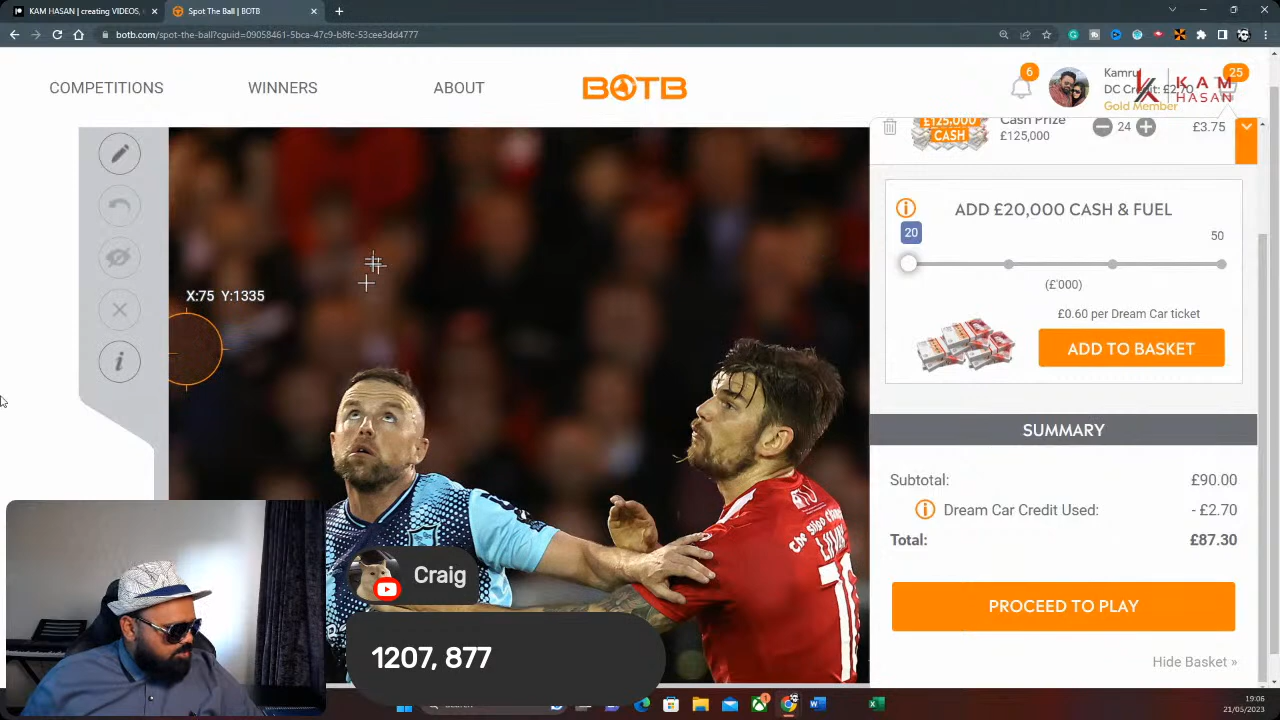 KAM HASAN | creating VIDEOS,
Spot The Ball | BOTB
botb.com/spot-the-ball?cguid=09058461-5bca-47c9-b8fc-53cee3dd4777
COMPETITIONS
WINNERS
ABOUT
BOTB
6
Kamrul
DC Credit: £2.70
Gold Member
KAM
HASAN
25
£125,000
CASH
Cash Prize
£125,000
24
£3.75
X:75 Y:1335
ADD £20,000 CASH & FUEL
20
50
(£'000)
£0.60 per Dream Car ticket
ADD TO BASKET
SUMMARY
Subtotal:
£90.00
Dream Car Credit Used:
- £2.70
Total:
£87.30
PROCEED TO PLAY
Hide Basket »
Craig
1207, 877
19:08
21/05/2023